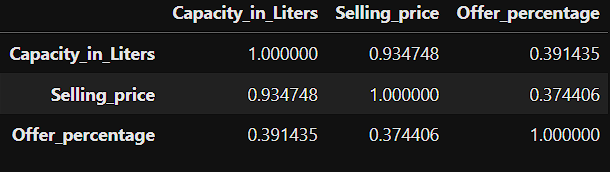 Capacity_in_Liters Selling_price Offer_percentage
Capacity_in_Liters 1.000000 0.934748 0.391435
Selling_price 0.934748 1.000000 0.374406
Offer_percentage 0.391435 0.374406 1.000000